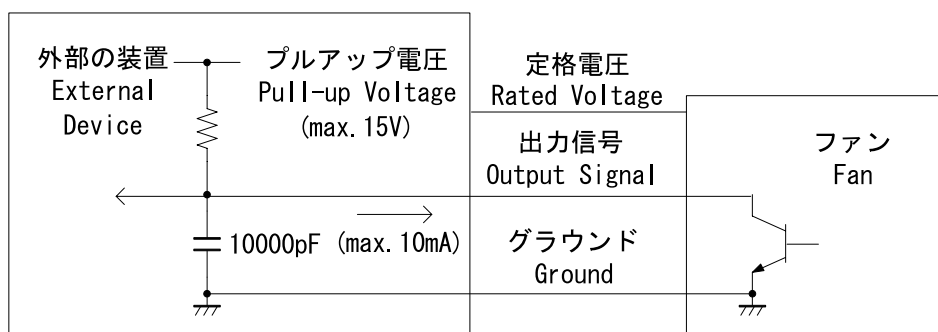 外部の装置
External
Device
プルアップ電圧
Pull-up Voltage
(max.15V)
定格電圧
Rated Voltage
出力信号
Output Signal
ファン
Fan
10000pF (max.10mA)
グラウンド
Ground